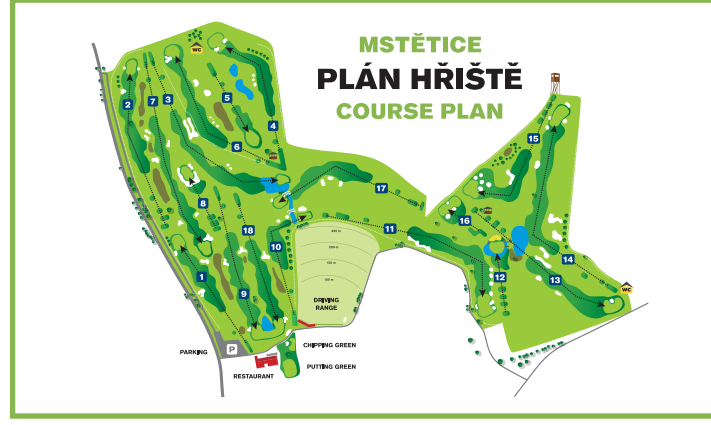 MSTĚTICE
PLÁN HŘIŠTĚ
COURSE PLAN
WC
2
7
3
5
4
6
15
17
8
16
18
11
10
1
9
12
13
14
WC
DRIVING
RANGE
PARKING
P
CHIPPING GREEN
RESTAURANT
PUTTING GREEN